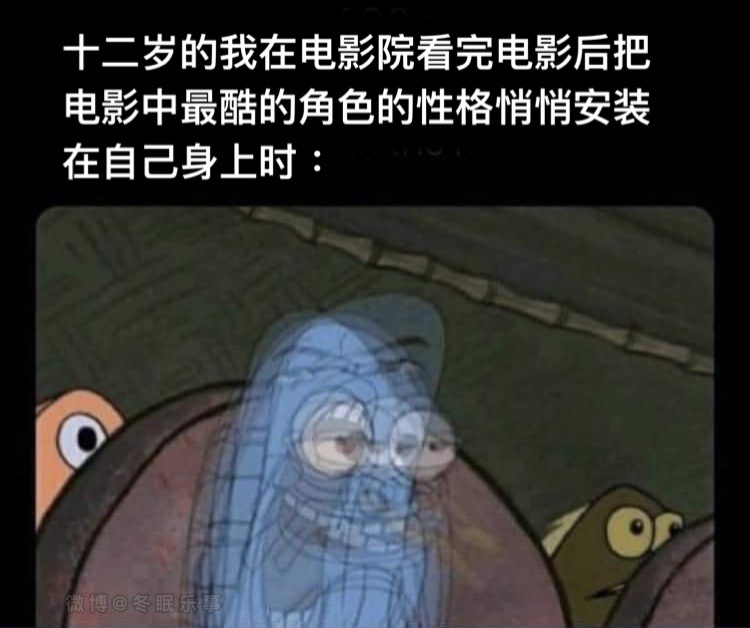 十二岁的我在电影院看完电影后把
电影中最酷的角色的性格悄悄安装
在自己身上时：
微博@冬眠乐事